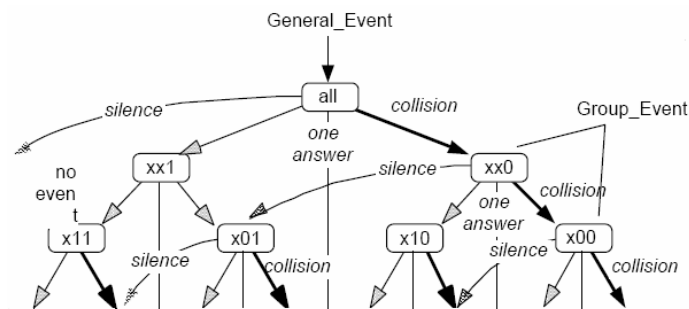 General_Event
all
silence
collision
Group_Event
one
answer
xx1
xx0
no
even
t
silence
collision
one
answer
x11
x01
x10
x00
silence
collision
silence
collision